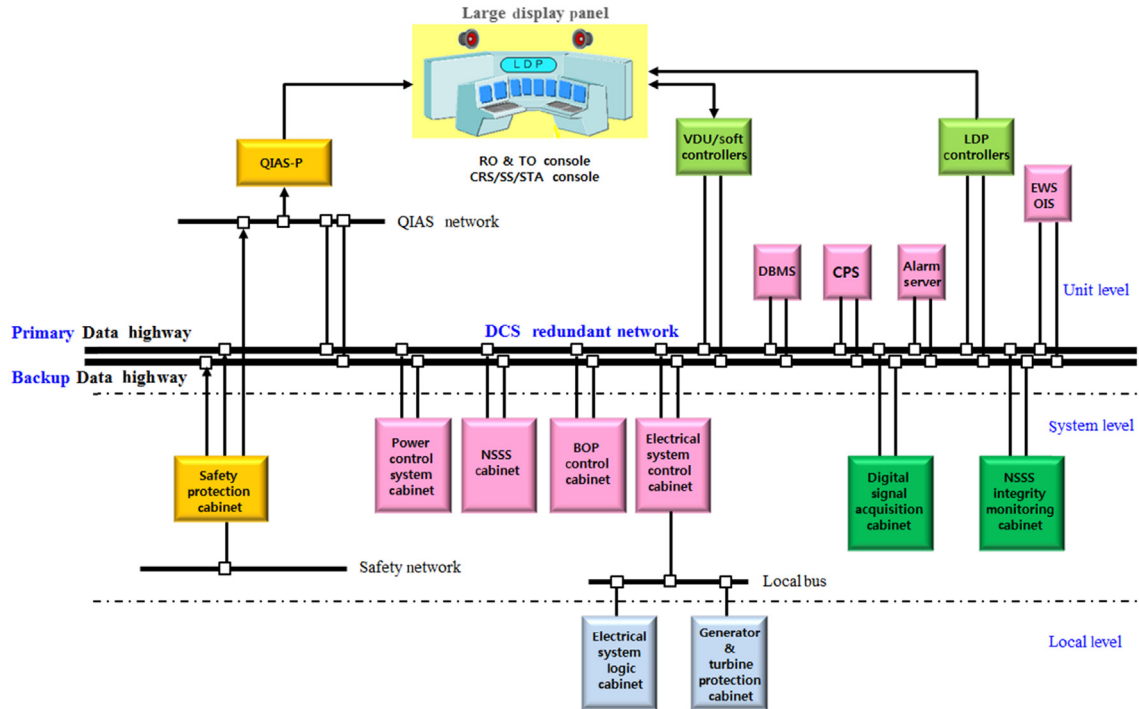 Large display panel
LDP
RO & TO console
CRS/SS/STA console
QIAS-P
VDU/soft
controllers
LDP
controllers
EWS
OIS
QIAS network
DBMS
CPS
Alarm
server
Unit level
Primary Data highway
DCS redundant network
Backup Data highway
System level
Safety
protection
cabinet
Power
control
system
cabinet
NSSS
cabinet
BOP
control
cabinet
Electrical
system
control
cabinet
Digital
signal
acquisition
cabinet
NSSS
integrity
monitoring
cabinet
Safety network
Local bus
Local level
Electrical
system
logic
cabinet
Generator
&
turbine
protection
cabinet